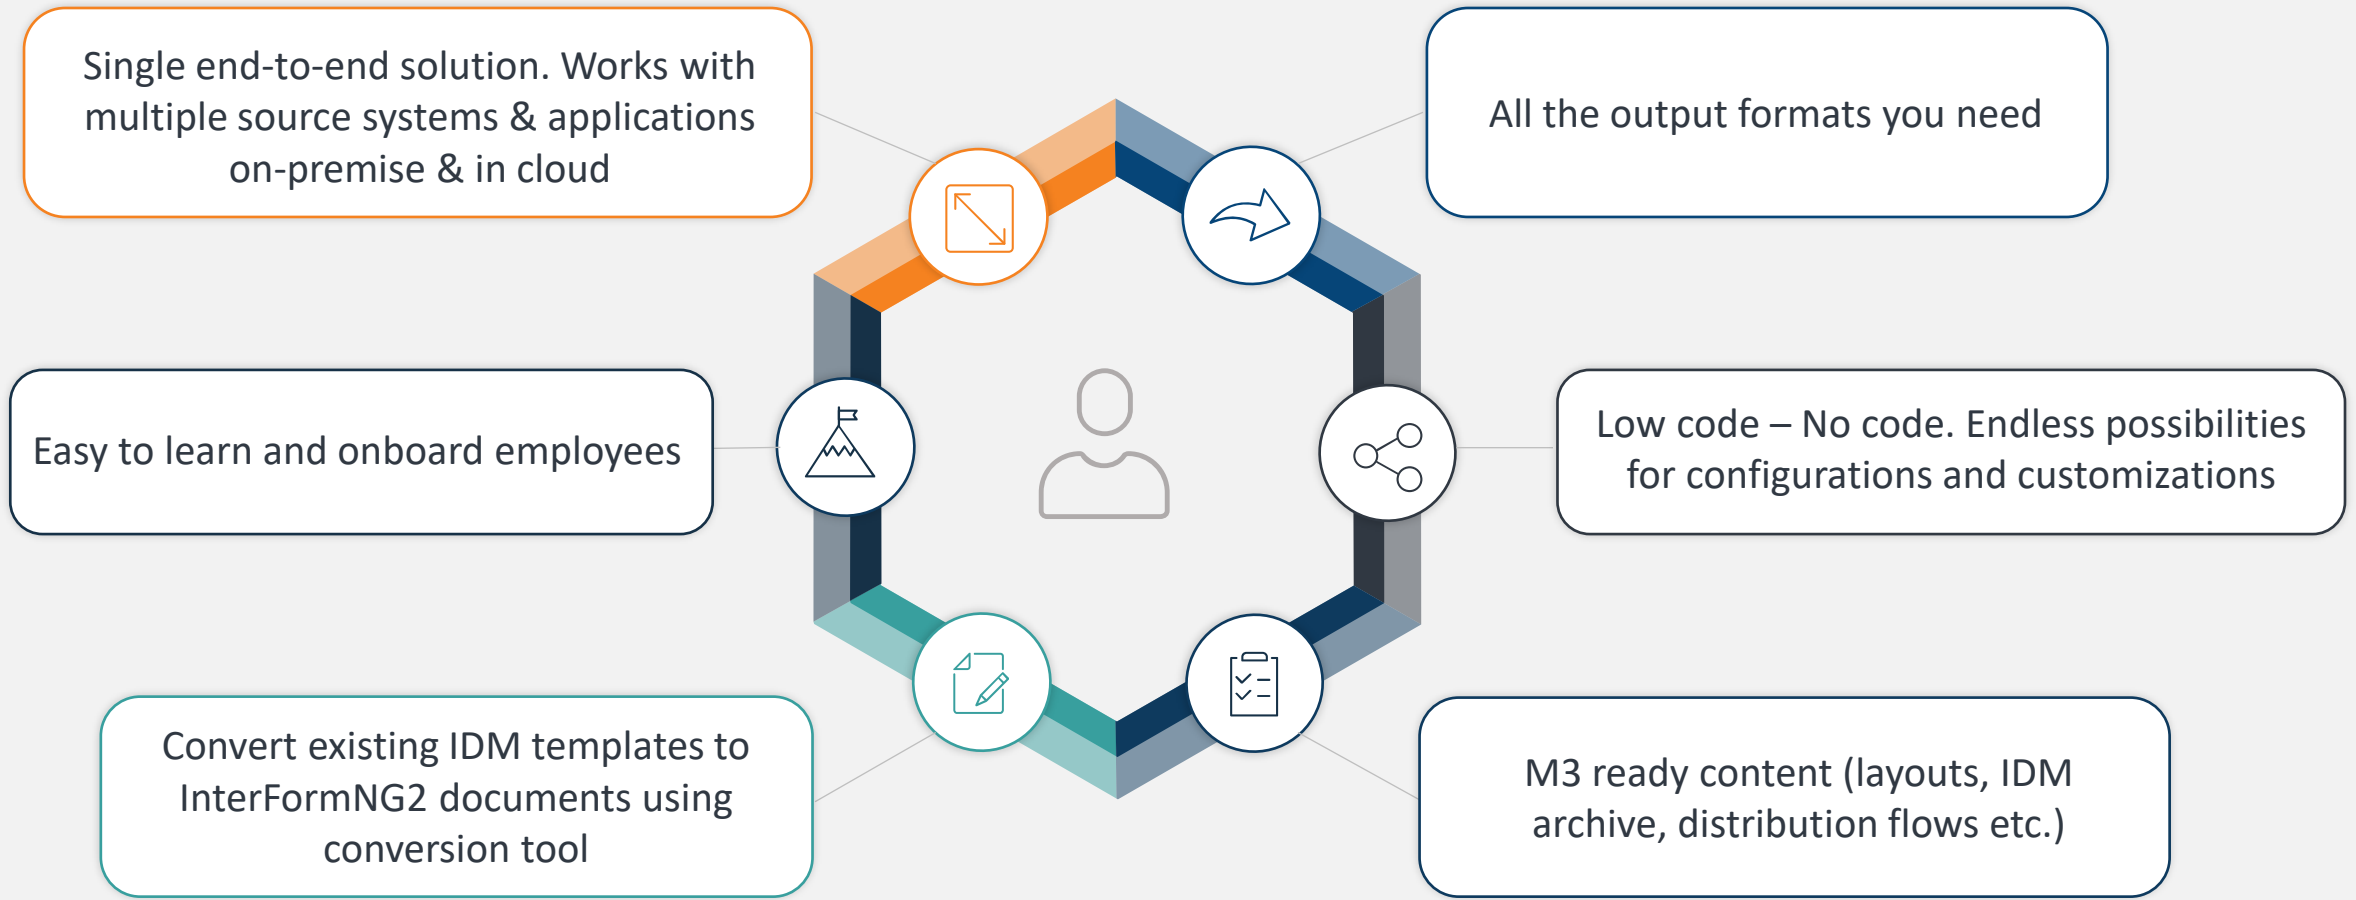 Single end-to-end solution. Works with
multiple source systems & applications
on-premise & in cloud
All the output formats you need
Easy to learn and onboard employees
Low code – No code. Endless possibilities
for configurations and customizations
Convert existing IDM templates to
InterFormNG2 documents using
conversion tool
M3 ready content (layouts, IDM
archive, distribution flows etc.)